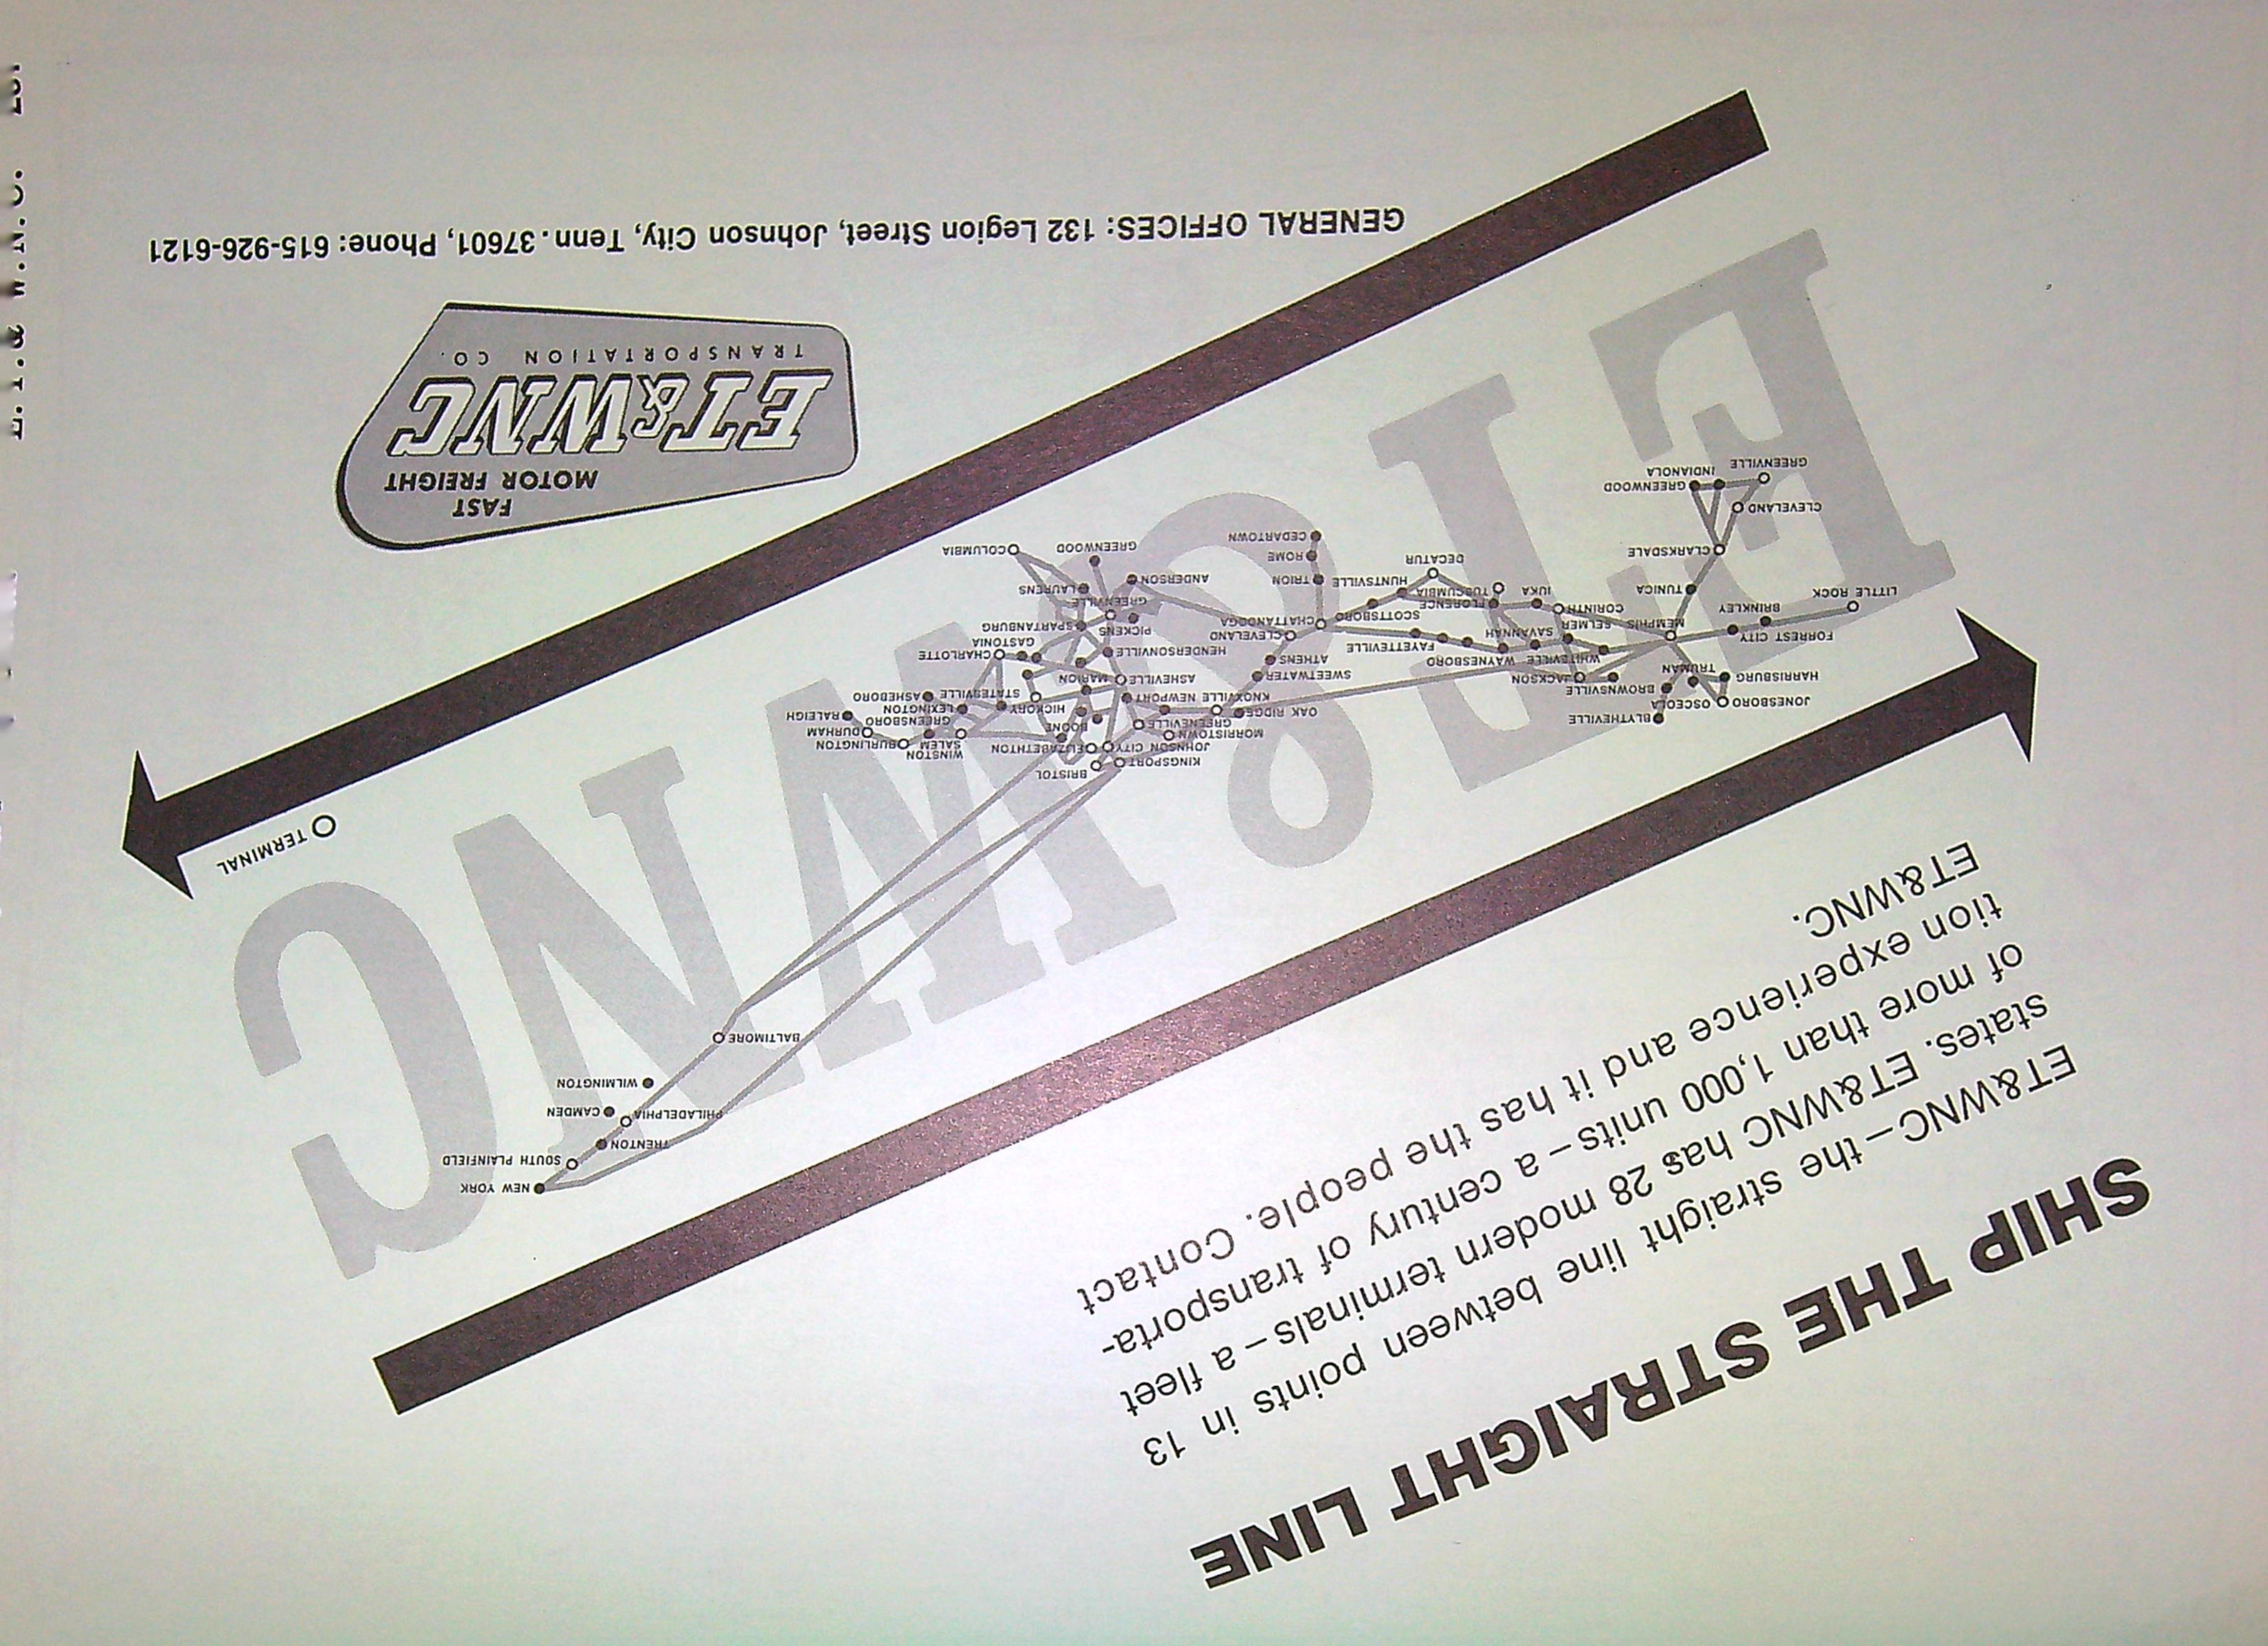 SHIP THE STRAIGHT LINE
ET&WNC–the straight line between points in 13
states. ET&WNC has 28 modern terminals–a fleet
of more than 1,000 units–a century of transporta-
tion experience and it has the people. Contact
ET&WNC.
ET&WNC
NEW YORK
SOUTH PLAINFIELD
TRENTON
PHILADELPHIA
CAMDEN
WILMINGTON
BALTIMORE
TERMINAL
KINGSPORT
BRISTOL
JOHNSON CITY
ELIZABETHTON
MORRISTOWN
GREENEVILLE
BOONE
OAK RIDGE
KNOXVILLE
NEWPORT
HICKORY
WINSTON
SALEM
BURLINGTON
DURHAM
GREENSBORO
RALEIGH
LEXINGTON
STATESVILLE
ASHEBORO
SWEETWATER
ASHEVILLE
MARION
ATHENS
HENDERSONVILLE
CHARLOTTE
GASTONIA
CLEVELAND
CHATTANOOGA
PICKENS
SPARTANBURG
GREENVILLE
LAURENS
ANDERSON
GREENWOOD
COLUMBIA
BLYTHEVILLE
JONESBORO
OSCEOLA
BROWNSVILLE
HARRISBURG
TRUMAN
JACKSON
WHITEVILLE
WAYNESBORO
FORREST CITY
SAVANNAH
FAYETTEVILLE
MEMPHIS
SELMER
SCOTTSBORO
BRINKLEY
CORINTH
FLORENCE
LITTLE ROCK
TUNICA
IUKA
TUSCUMBIA
HUNTSVILLE
TRION
DECATUR
ROME
CEDARTOWN
CLARKSDALE
CLEVELAND
GREENWOOD
INDIANOLA
GREENVILLE
FAST
MOTOR FREIGHT
ET&WNC
TRANSPORTATION CO.
GENERAL OFFICES: 132 Legion Street, Johnson City, Tenn. 37601, Phone: 615-926-6121